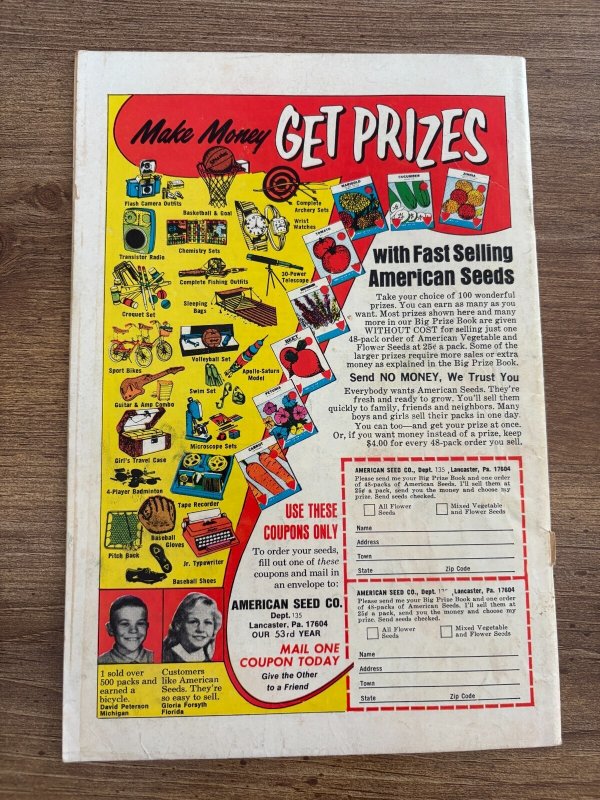 Make Money GET PRIZES
Flash Camera Outfits
Basketball & Goal
Complete
Archery Sets
Wrist
Watches
Transistor Radio
Chemistry Sets
Complete Fishing Outfits
30-Power
Telescope
Croquet Set
Sleeping
Bags
Volleyball Set
Sport Bikes
Apollo-Saturn
Model
Swim Set
Guitar & Amp Combo
Girl's Travel Case
Microscope Sets
4-Player Badminton
Tape Recorder
Pitch Back
Baseball
Gloves
Jr. Typewriter
Baseball Shoes
MARIGOLD
CUCUMBER
ZINNIA
TOMATO
BEET
PETUNIA
CARROT
with Fast Selling
American Seeds
Take your choice of 100 wonderful
prizes. You can earn as many as you
want. Most prizes shown here and many
more in our Big Prize Book are given
WITHOUT COST for selling just one
48-pack order of American Vegetable and
Flower Seeds at 25¢ a pack. Some of the
larger prizes require more sales or extra
money as explained in the Big Prize Book.
Send NO MONEY, We Trust You
Everybody wants American Seeds. They're
fresh and ready to grow. You'll sell them
quickly to family, friends and neighbors. Many
boys and girls sell their packs in one day.
You can too—and get your prize at once.
Or, if you want money instead of a prize, keep
$4.00 for every 48-pack order you sell.
USE THESE
COUPONS ONLY
To order your seeds,
fill out one of these
coupons and mail in
an envelope to:
AMERICAN SEED CO.
Dept. 135
Lancaster, Pa. 17604
OUR 53rd YEAR
MAIL ONE
COUPON TODAY
Give the Other
to a Friend
AMERICAN SEED CO., Dept. 135 , Lancaster, Pa. 17604
Please send me your Big Prize Book and one order
of 48-packs of American Seeds. I'll sell them at
25¢ a pack, send you the money and choose my
prize. Send seeds checked.
All Flower
Seeds
Mixed Vegetable
and Flower Seeds
Name
Address
Town
State Zip Code
AMERICAN SEED CO., Dept. , Lancaster, Pa. 17604
Please send me your Big Prize Book and one order
of 48-packs of American Seeds. I'll sell them at
25¢ a pack, send you the money and choose my
prize. Send seeds checked.
All Flower
Seeds
Mixed Vegetable
and Flower Seeds
Name
Address
Town
State Zip Code
I sold over
500 packs and
earned a
bicycle.
David Peterson
Michigan
Customers
like American
Seeds. They're
so easy to sell.
Gloria Forsyth
Florida